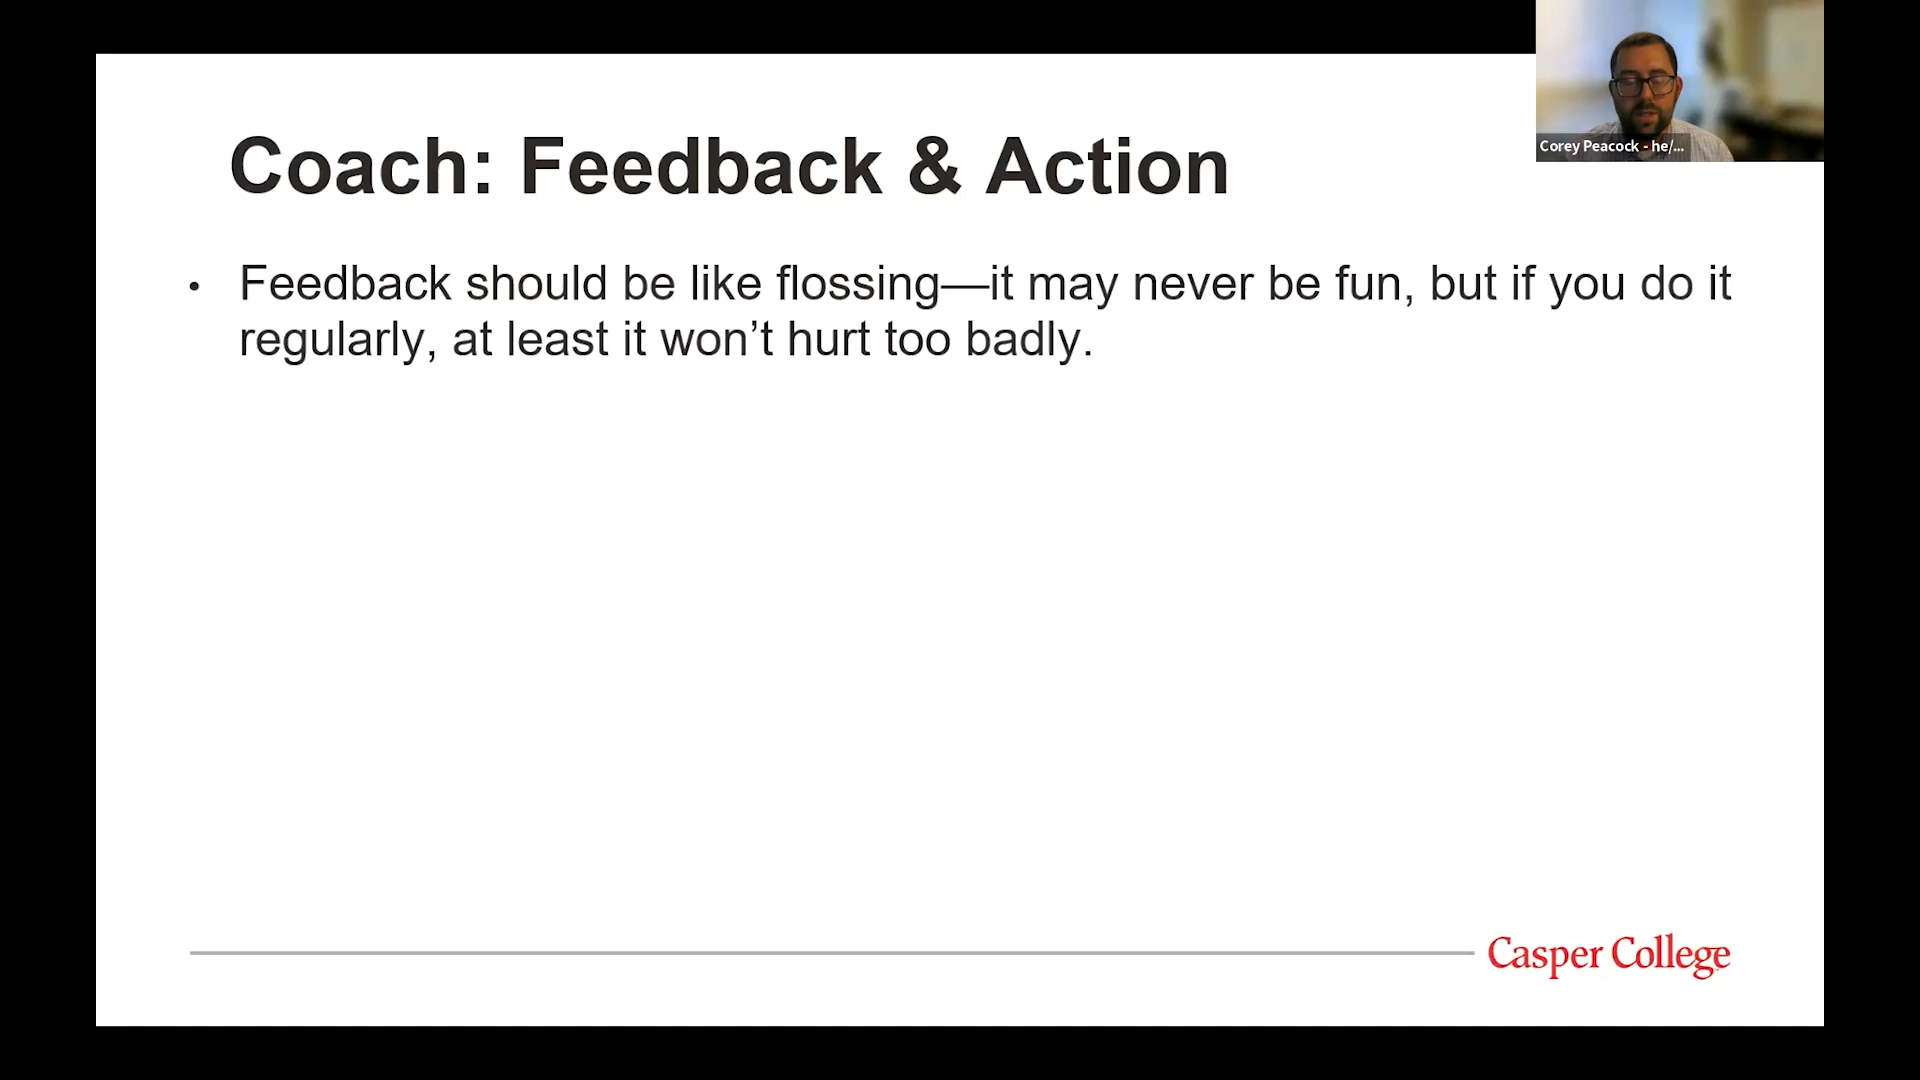 Coach: Feedback & Action
Corey Peacock - he/...
• Feedback should be like flossing—it may never be fun, but if you do it
regularly, at least it won’t hurt too badly.
Casper College